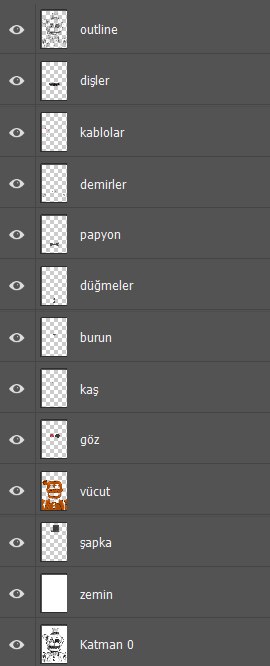 outline
dişler
kablolar
demirler
papyon
düğmeler
burun
kaş
göz
vücut
şapka
zemin
Katman 0